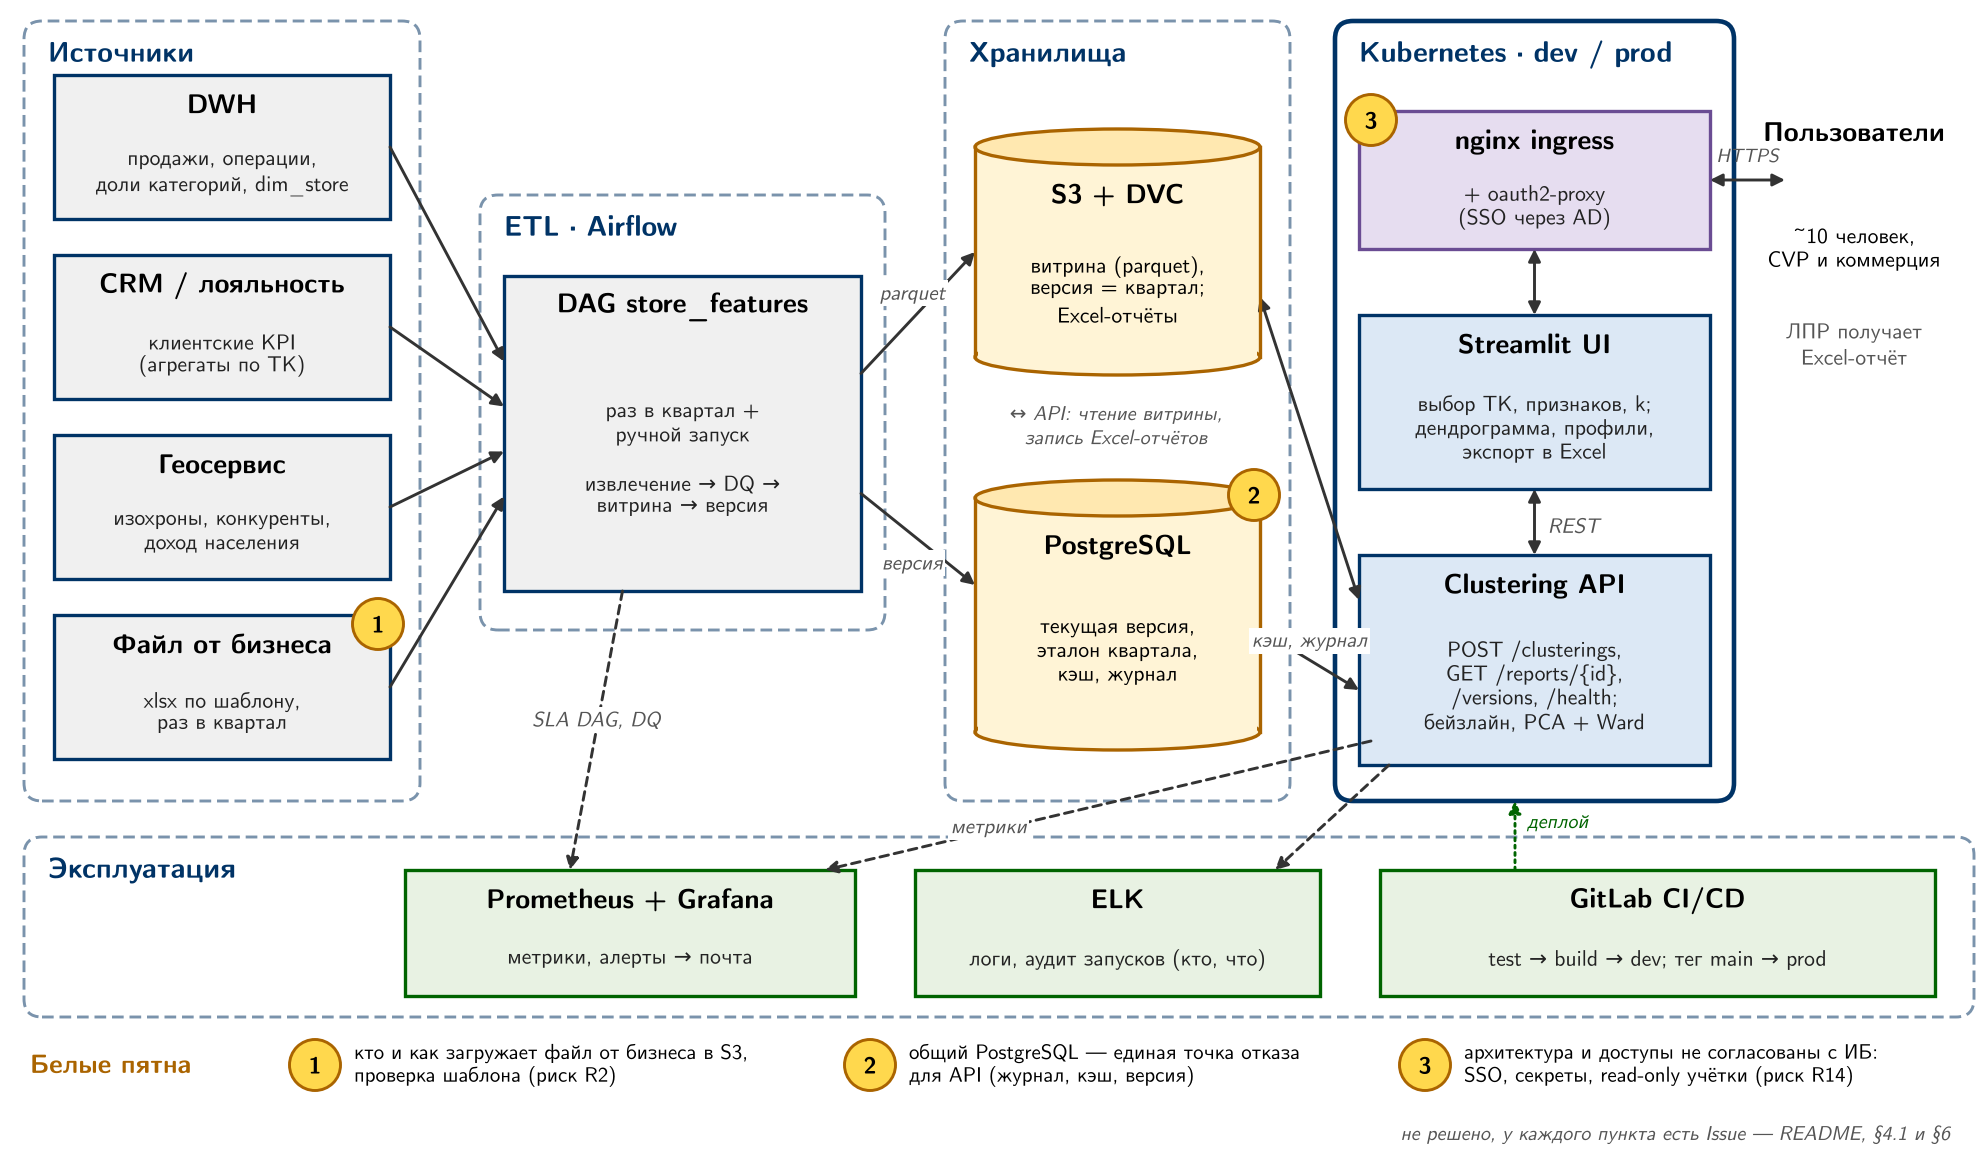 Источники
DWH
продажи, операции,
доли категорий, dim_store
CRM / лояльность
клиентские KPI
(агрегаты по ТК)
Геосервис
изохроны, конкуренты,
доход населения
1
Файл от бизнеса
xlsx по шаблону,
раз в квартал
ETL · Airflow
DAG store_features
раз в квартал +
ручной запуск
извлечение → DQ →
витрина → версия
parquet
версия
SLA DAG, DQ
Хранилища
S3 + DVC
витрина (parquet),
версия = квартал;
Excel-отчёты
↔ API: чтение витрины,
запись Excel-отчётов
2
PostgreSQL
текущая версия,
эталон квартала,
кэш, журнал
кэш, журнал
Kubernetes · dev / prod
3
nginx ingress
+ oauth2-proxy
(SSO через AD)
Streamlit UI
выбор ТК, признаков, k;
дендрограмма, профили,
экспорт в Excel
REST
Clustering API
POST /clusterings,
GET /reports/{id},
/versions, /health;
бейзлайн, PCA + Ward
Пользователи
HTTPS
~10 человек,
CVP и коммерция
ЛПР получает
Excel-отчёт
метрики
деплой
Эксплуатация
Prometheus + Grafana
метрики, алерты → почта
ELK
логи, аудит запусков (кто, что)
GitLab CI/CD
test → build → dev; тег main → prod
Белые пятна
1
кто и как загружает файл от бизнеса в S3,
проверка шаблона (риск R2)
2
общий PostgreSQL — единая точка отказа
для API (журнал, кэш, версия)
3
архитектура и доступы не согласованы с ИБ:
SSO, секреты, read-only учётки (риск R14)
не решено, у каждого пункта есть Issue — README, §4.1 и §6